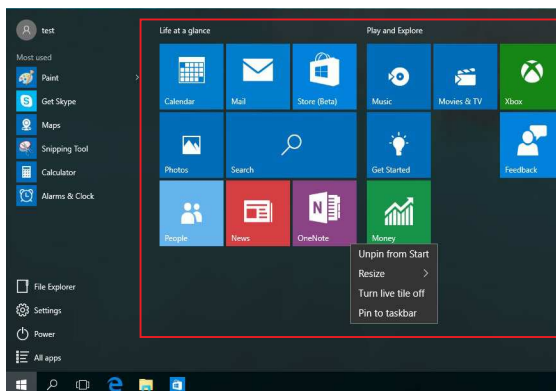 test
Most used
Paint
Get Skype
Maps
Snipping Tool
Calculator
Alarms & Clock
File Explorer
Settings
Power
All apps
Life at a glance
Calendar
Mail
Store (Beta)
Photos
Search
People
News
OneNote
Play and Explore
Music
Movies & TV
Xbox
Get Started
Feedback
Money
Unpin from Start
Resize
Turn live tile off
Pin to taskbar